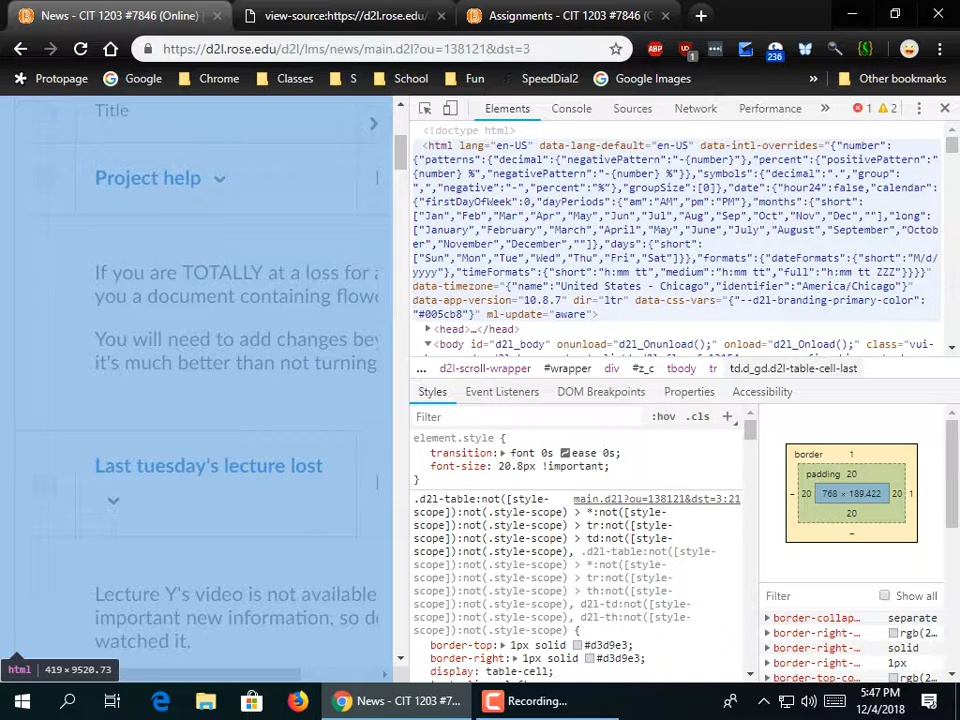 News - CIT 1203 #7846 (Online)
view-source:https://d2l.rose.edu/
Assignments - CIT 1203 #7846 (
https://d2l.rose.edu/d2l/lms/news/main.d2l?ou=138121&dst=3
ABP
1
236
Protopage
Google
Chrome
Classes
S
School
Fun
SpeedDial2
Google Images
»
Other bookmarks
Title
Project help
If you are TOTALLY at a loss for a
you a document containing flow
You will need to add changes bey
it's much better than not turning
Last tuesday's lecture lost
Lecture Y's video is not available
important new information, so do
watched it.
html | 419 × 9520.73
Elements Console Sources Network Performance » 1 2
<!doctype html>
<html lang="en-US" data-lang-default="en-US" data-intl-overrides="{"number":
{"patterns":{"decimal":{"negativePattern":"-{number}"},"percent":{"positivePattern":"
{number} %","negativePattern":"-{number} %"}},"symbols":{"decimal":".","group":
",","negative":"-","percent":"%"},"groupSize":[0]},"date":{"hour24":false,"calendar":
{"firstDayOfWeek":0,"dayPeriods":{"am":"AM","pm":"PM"},"months":{"short":
["Jan","Feb","Mar","Apr","May","Jun","Jul","Aug","Sep","Oct","Nov","Dec",""],"long":
["January","February","March","April","May","June","July","August","September","Octob
er","November","December",""]},"days":{"short":
["Sun","Mon","Tue","Wed","Thu","Fri","Sat"]}},"formats":{"dateFormats":{"short":"M/d/
yyyy"},"timeFormats":{"short":"h:mm tt","medium":"h:mm tt","full":"h:mm tt ZZZ"}}}}"
data-timezone="{"name":"United States - Chicago","identifier":"America/Chicago"}
data-app-version="10.8.7" dir="ltr" data-css-vars="{"--d2l-branding-primary-color":
"#005cb8"}" ml-update="aware">
<head>…</head>
<body id="d2l_body" onunload="d2l_Onunload();" onload="d2l_Onload();" class="vui-
... d2l-scroll-wrapper #wrapper div #z_c tbody tr td.d_gd.d2l-table-cell-last
Styles Event Listeners DOM Breakpoints Properties Accessibility
Filter :hov .cls +
element.style {
transition: font 0s ease 0s;
font-size: 20.8px !important;
}
.d2l-table:not([style- main.d2l?ou=138121&dst=3:21
scope]):not(.style-scope) > *:not([style-
scope]):not(.style-scope) > tr:not([style-
scope]):not(.style-scope) > td:not([style-
scope]):not(.style-scope), .d2l-table:not([style-
scope]):not(.style-scope) > *:not([style-
scope]):not(.style-scope) > tr:not([style-
scope]):not(.style-scope) > th:not([style-
scope]):not(.style-scope), d2l-td:not([style-
scope]):not(.style-scope), d2l-th:not([style-
scope]):not(.style-scope) {
border-top: 1px solid #d3d9e3;
border-right: 1px solid #d3d9e3;
display: table-cell;
border 1
padding 20
– 20 768 × 189.422 20 1
20
–
Filter Show all
border-collap… separate
border-right-… rgb(2…
border-right-… solid
border-right-… 1px
border-top-co… rgb(2…
News - CIT 1203 #7...
Recording...
5:47 PM
12/4/2018